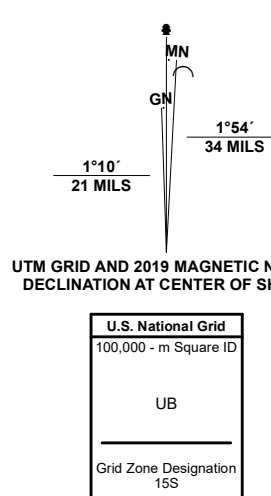 MN
GN
1°54´
34 MILS
1°10´
21 MILS
UTM GRID AND 2019 MAGNETIC N
DECLINATION AT CENTER OF SH
U.S. National Grid
100,000 - m Square ID
UB
Grid Zone Designation
15S